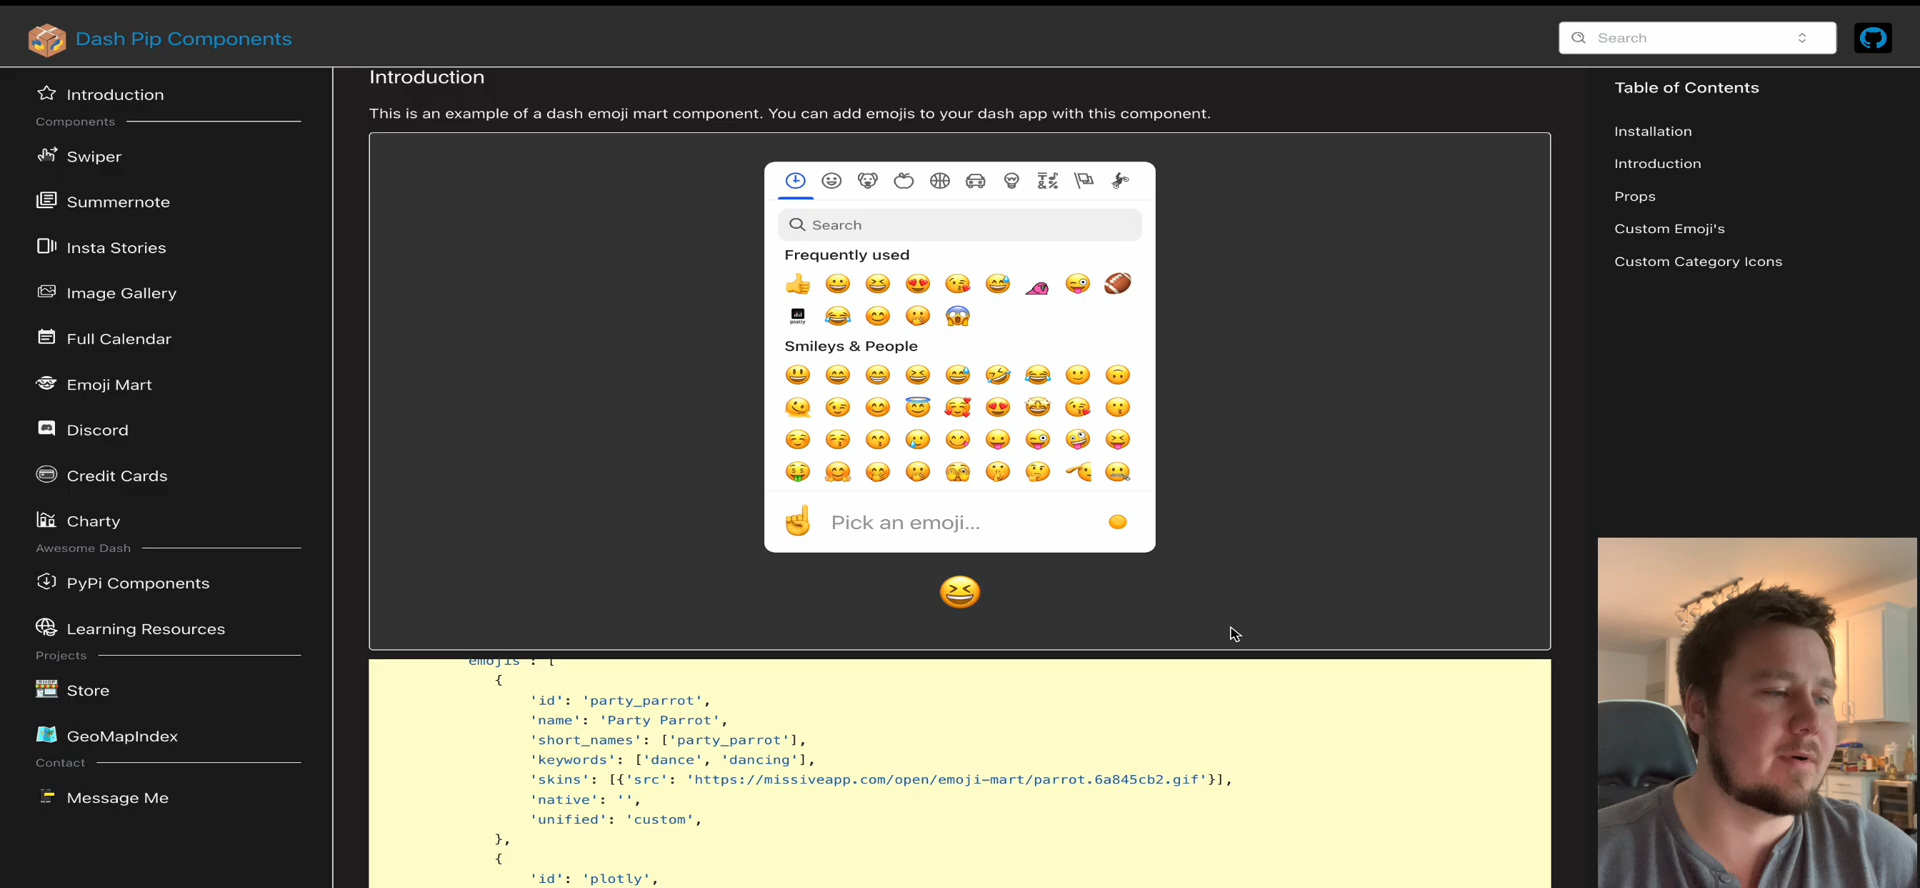 Dash Pip Components
Search
Introduction
Components
Swiper
Summernote
Insta Stories
Image Gallery
Full Calendar
Emoji Mart
Discord
Credit Cards
Charty
Awesome Dash
PyPi Components
Learning Resources
Projects
Store
GeoMapIndex
Contact
Message Me
Introduction
This is an example of a dash emoji mart component. You can add emojis to your dash app with this component.
Search
Frequently used
plotly
Smileys & People
Pick an emoji...
'emojis': [
{
'id': 'party_parrot',
'name': 'Party Parrot',
'short_names': ['party_parrot'],
'keywords': ['dance', 'dancing'],
'skins': [{'src': 'https://missiveapp.com/open/emoji-mart/parrot.6a845cb2.gif'}],
'native': '',
'unified': 'custom',
},
{
'id': 'plotly',
Table of Contents
Installation
Introduction
Props
Custom Emoji's
Custom Category Icons